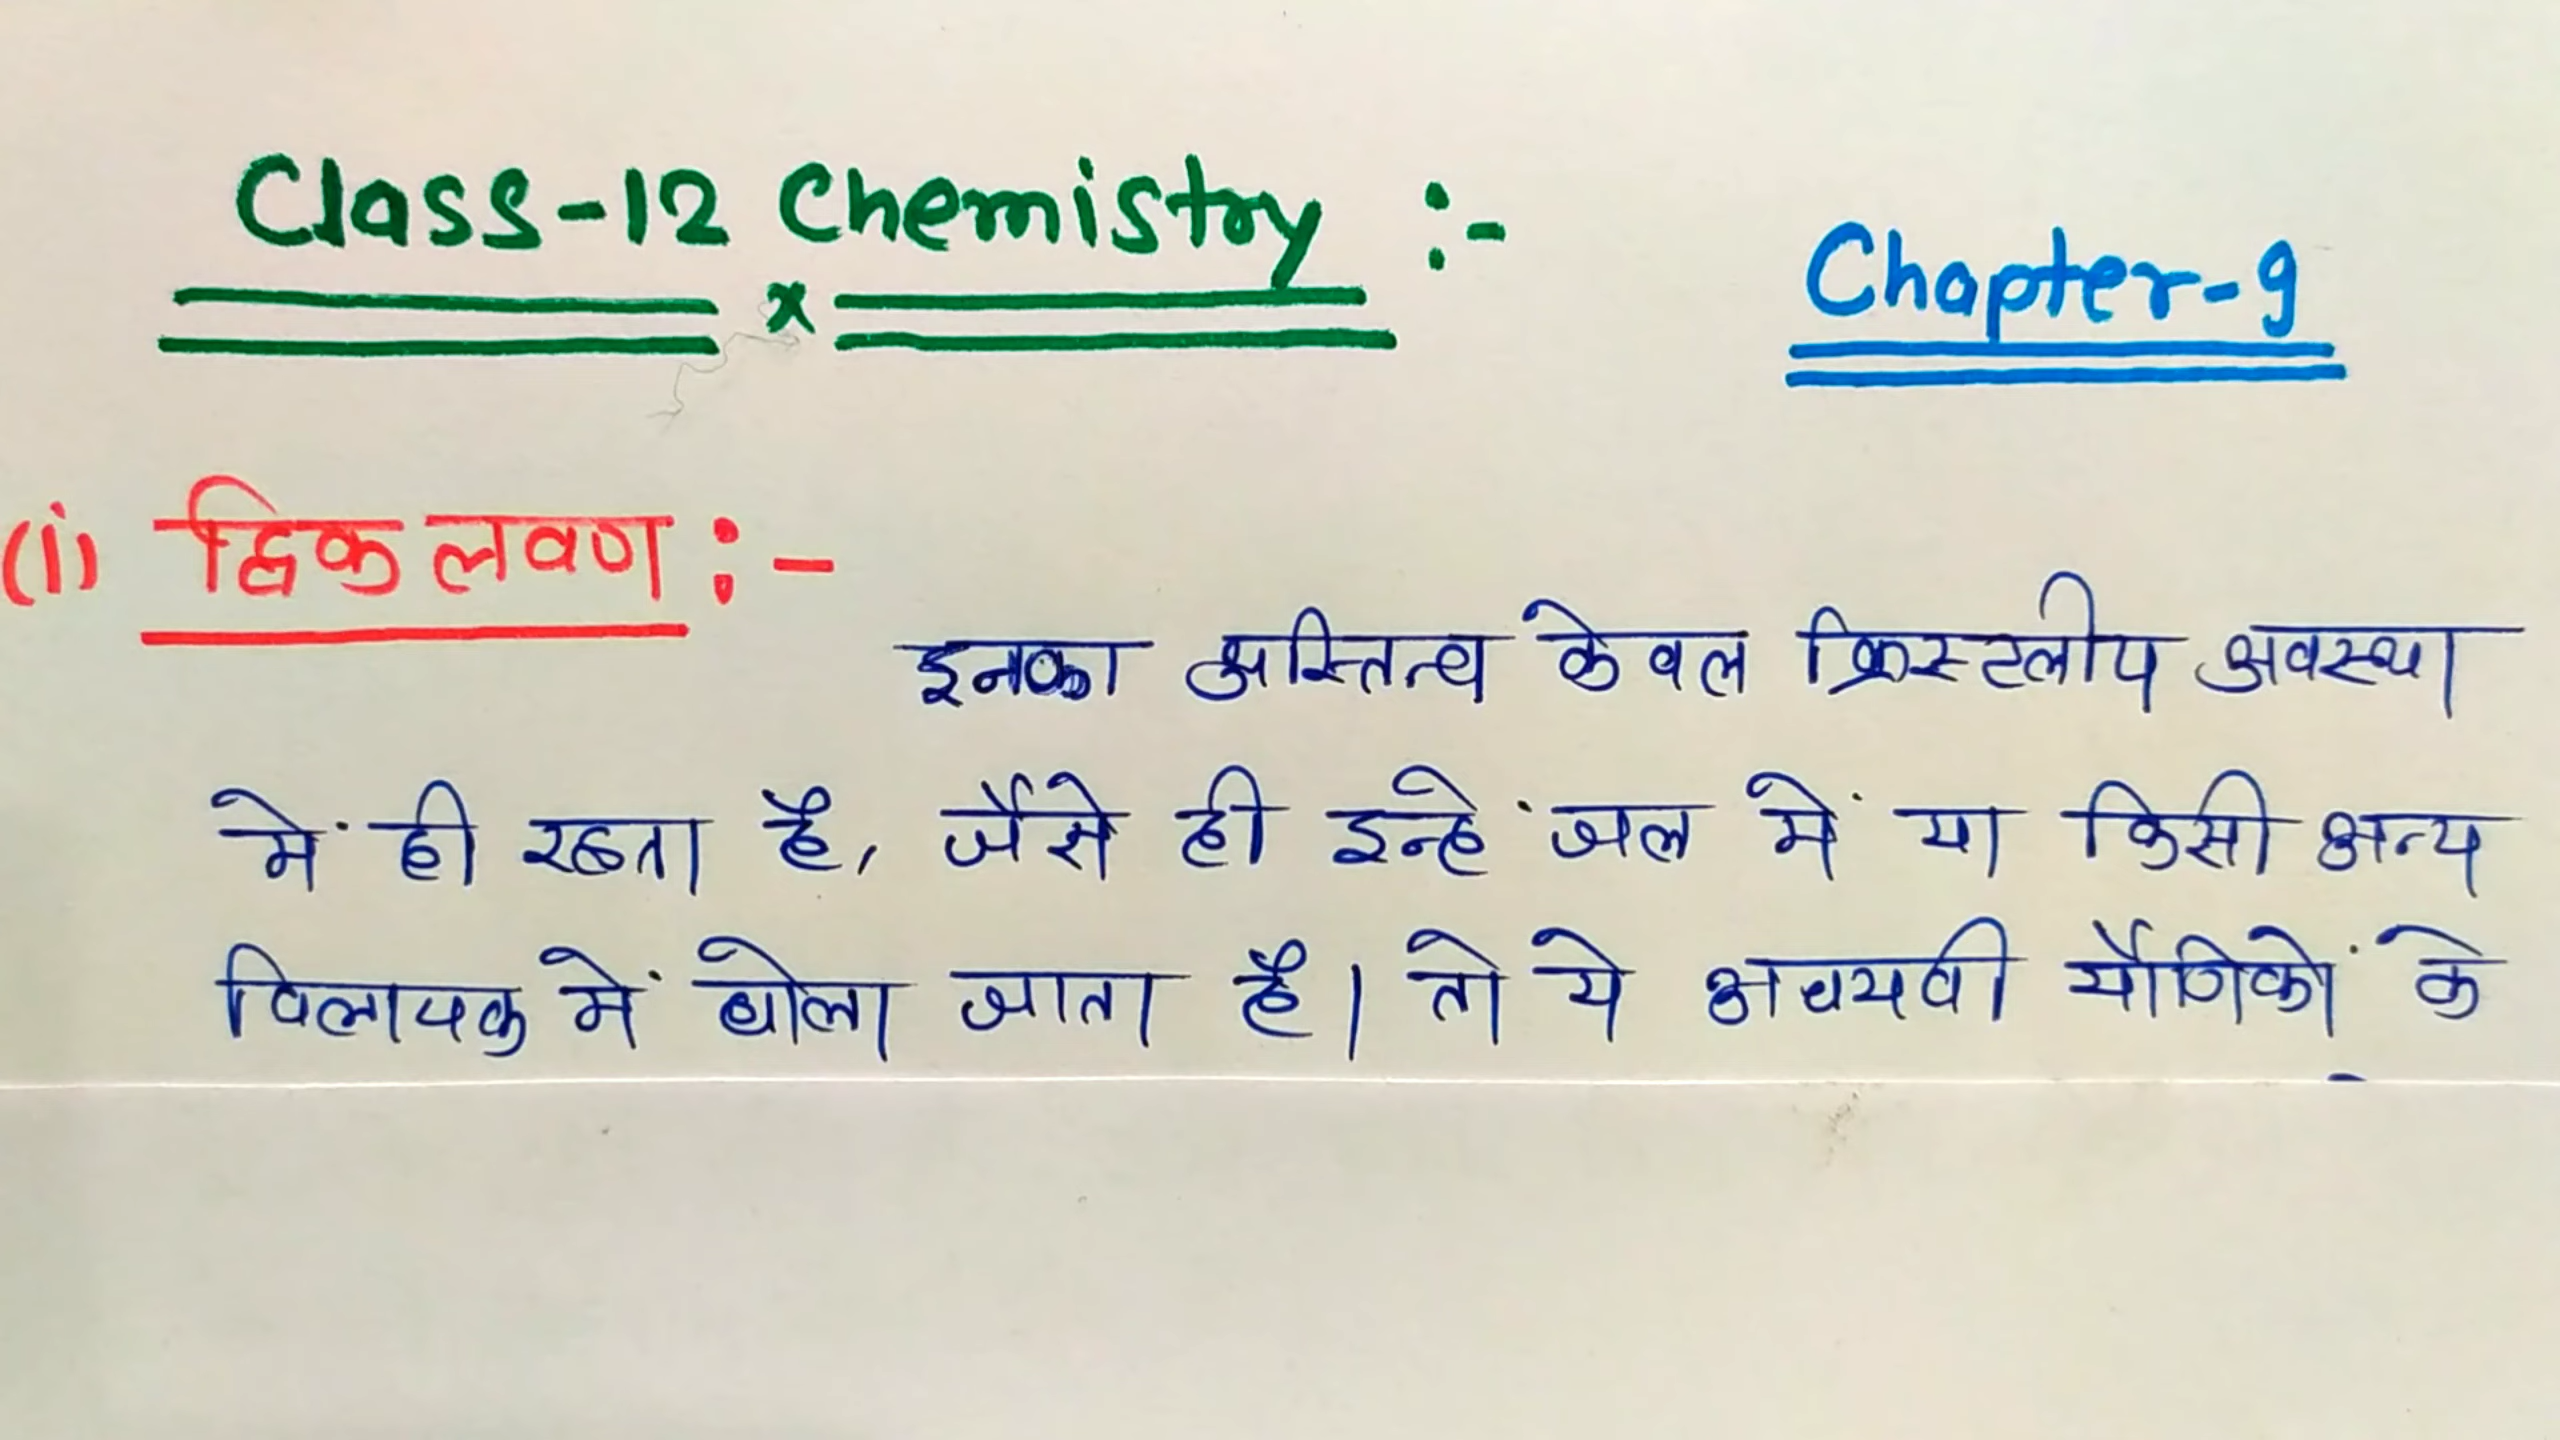 Class-12 Chemistry :-
x
Chapter-9
(i) द्विक लवण :-
इनका अस्तित्व केवल क्रिस्टलीय अवस्था
में ही रहता है, जैसे ही इन्हें जल में या किसी अन्य
विलायक में घोला जाता है। तो ये अवयवी यौगिकों के